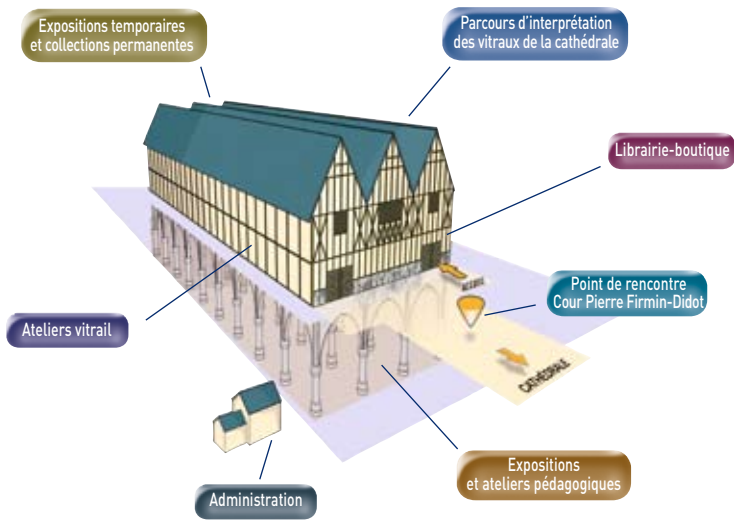 Expositions temporaires
et collections permanentes
Parcours d'interprétation
des vitraux de la cathédrale
Librairie-boutique
ACCUEIL
Point de rencontre
Cour Pierre Firmin-Didot
Ateliers vitrail
CATHÉDRALE
Expositions
et ateliers pédagogiques
Administration